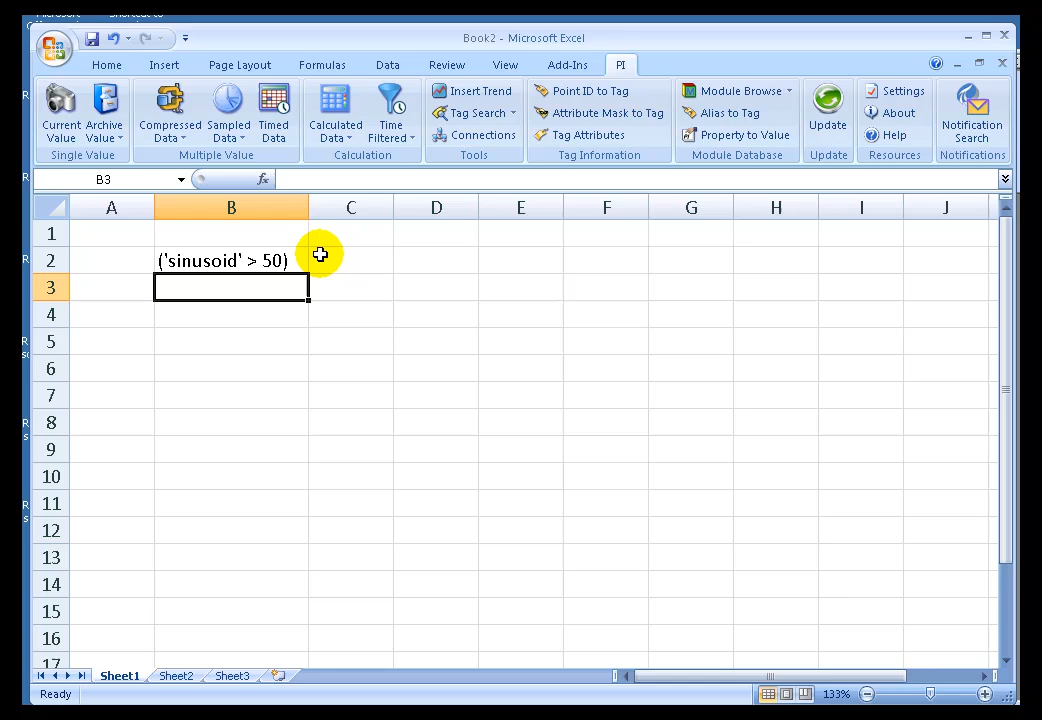 Shortcut to
Book2 - Microsoft Excel
Home Insert Page Layout Formulas Data Review View Add-Ins PI
Current Value
Archive Value
Single Value
Compressed Data
Sampled Data
Timed Data
Multiple Value
Calculated Data
Time Filtered
Calculation
Insert Trend
Tag Search
Connections
Tools
Point ID to Tag
Attribute Mask to Tag
Tag Attributes
Tag Information
Module Browse
Alias to Tag
Property to Value
Module Database
Update
Update
Settings
About
Help
Resources
Notification Search
Notifications
B3 fx
A B C D E F G H I J
1
2 ('sinusoid' > 50)
3
4
5
6
7
8
9
10
11
12
13
14
15
16
17
Sheet1 Sheet2 Sheet3
Ready 133%